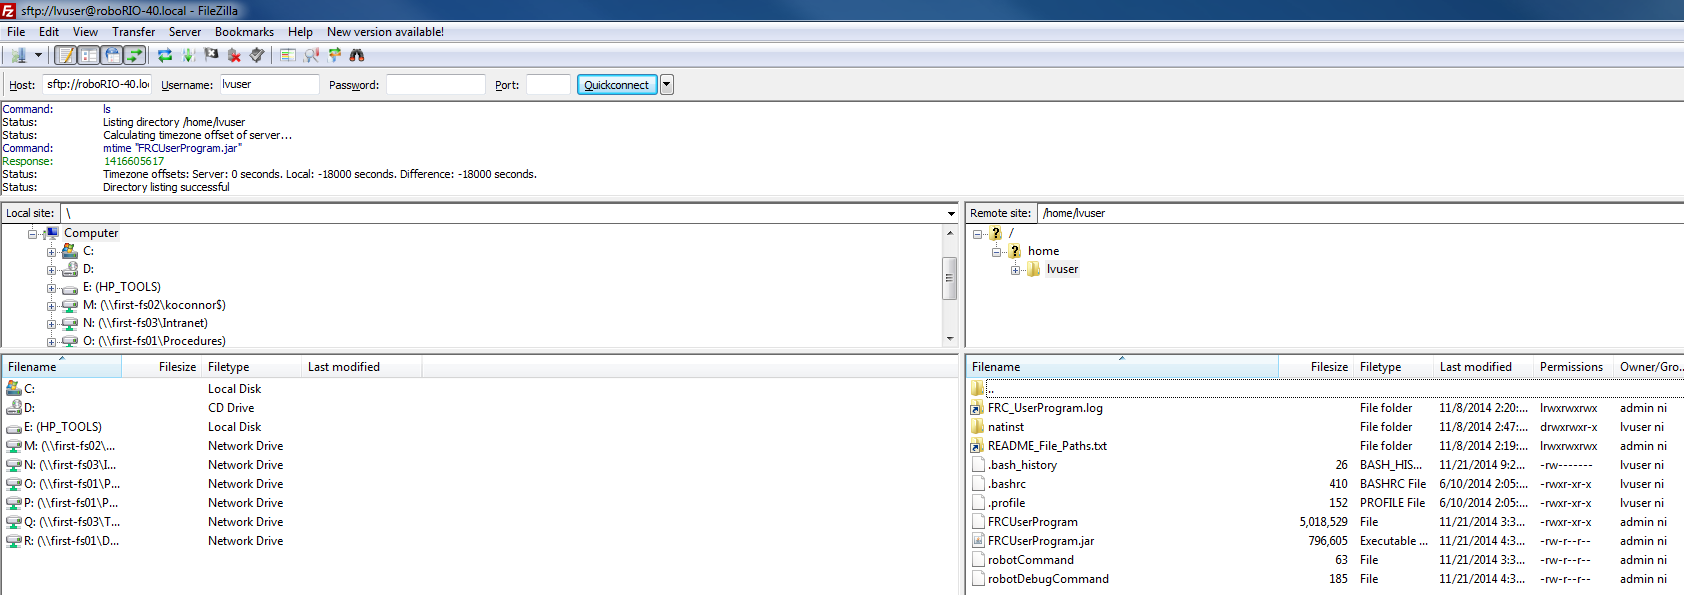 sftp://lvuser@roboRIO-40.local - FileZilla
File Edit View Transfer Server Bookmarks Help New version available!
Host: sftp://roboRIO-40.lo Username: lvuser Password: Port: Quickconnect
Command: ls
Status: Listing directory /home/lvuser
Status: Calculating timezone offset of server...
Command: mtime "FRCUserProgram.jar"
Response: 1416605617
Status: Timezone offsets: Server: 0 seconds. Local: -18000 seconds. Difference: -18000 seconds.
Status: Directory listing successful
Local site: \
Computer
C:
D:
E: (HP_TOOLS)
M: (\\first-fs02\koconnor$)
N: (\\first-fs03\Intranet)
O: (\\first-fs01\Procedures)
Remote site: /home/lvuser
? /
? home
lvuser
Filename Filesize Filetype Last modified
C: Local Disk
D: CD Drive
E: (HP_TOOLS) Local Disk
M: (\\first-fs02\... Network Drive
N: (\\first-fs03\I... Network Drive
O: (\\first-fs01\P... Network Drive
P: (\\first-fs01\P... Network Drive
Q: (\\first-fs03\T... Network Drive
R: (\\first-fs01\D... Network Drive
Filename Filesize Filetype Last modified Permissions Owner/Gro...
..
FRC_UserProgram.log File folder 11/8/2014 2:20:... lrwxrwxrwx admin ni
natinst File folder 11/8/2014 2:47:... drwxrwxr-x lvuser ni
README_File_Paths.txt File folder 11/8/2014 2:19:... lrwxrwxrwx admin ni
.bash_history 26 BASH_HIS... 11/21/2014 9:2... -rw------- lvuser ni
.bashrc 410 BASHRC File 6/10/2014 2:05:... -rwxr-xr-x lvuser ni
.profile 152 PROFILE File 6/10/2014 2:05:... -rwxr-xr-x lvuser ni
FRCUserProgram 5,018,529 File 11/21/2014 3:3... -rwxr-xr-x admin ni
FRCUserProgram.jar 796,605 Executable ... 11/21/2014 4:3... -rw-r--r-- admin ni
robotCommand 63 File 11/21/2014 3:3... -rw-r--r-- admin ni
robotDebugCommand 185 File 11/21/2014 4:3... -rw-r--r-- admin ni